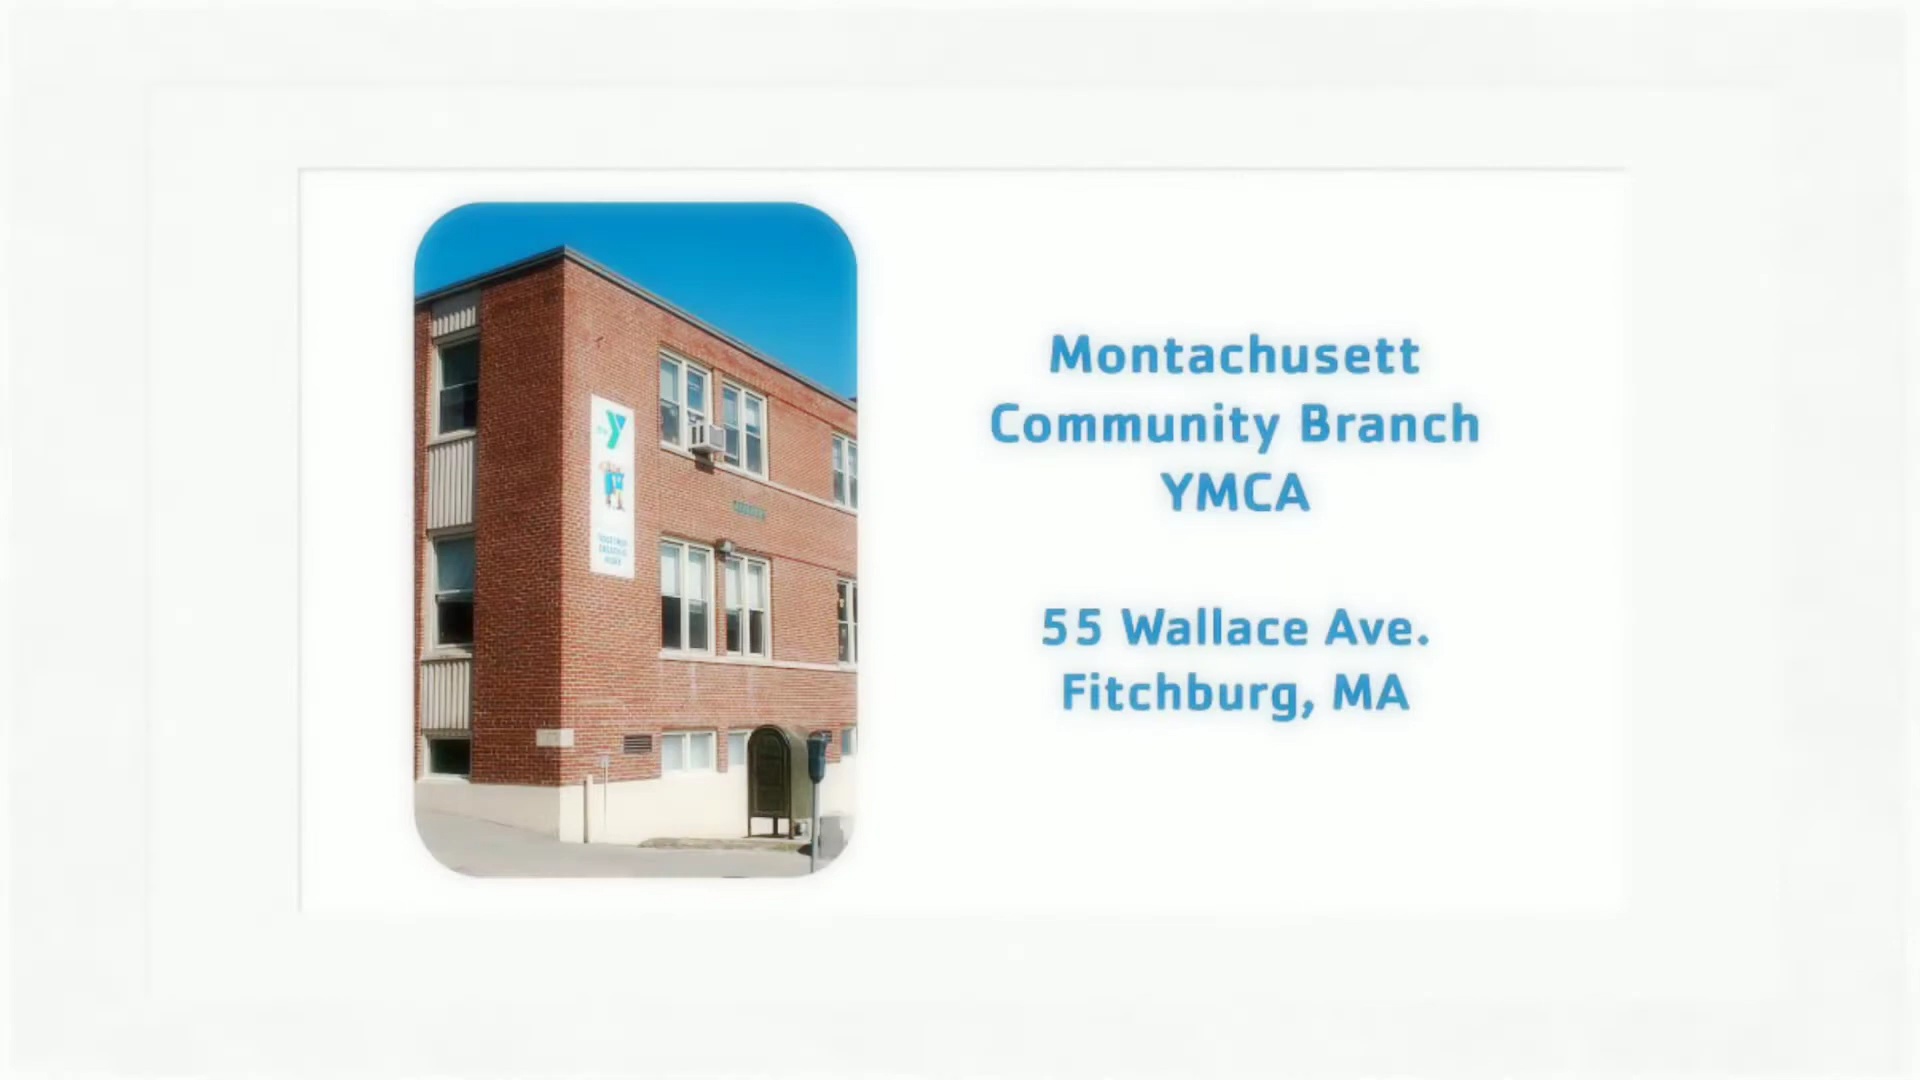 Montachusett
Community Branch
YMCA
55 Wallace Ave.
Fitchburg, MA